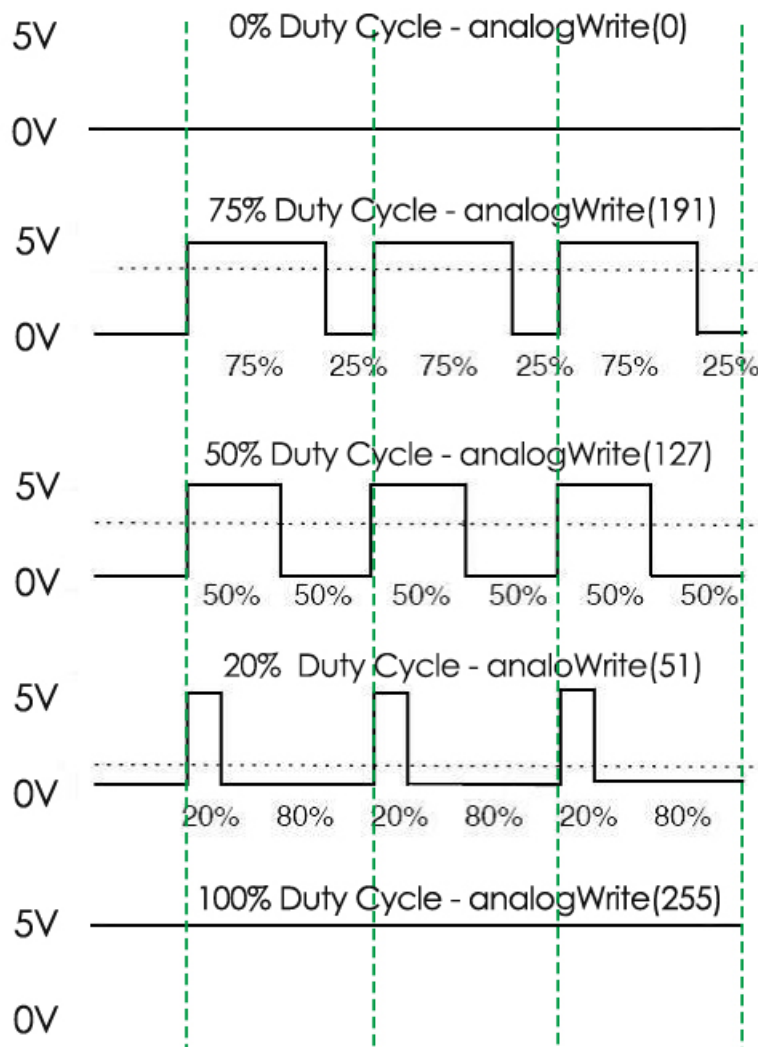 0% Duty Cycle - analogWrite(0)
5V
0V
75% Duty Cycle - analogWrite(191)
5V
0V
75% 25% 75% 25% 75% 25%
50% Duty Cycle - analogWrite(127)
5V
0V
50% 50% 50% 50% 50% 50%
20% Duty Cycle - analoWrite(51)
5V
0V
20% 80% 20% 80% 20% 80%
100% Duty Cycle - analogWrite(255)
5V
0V